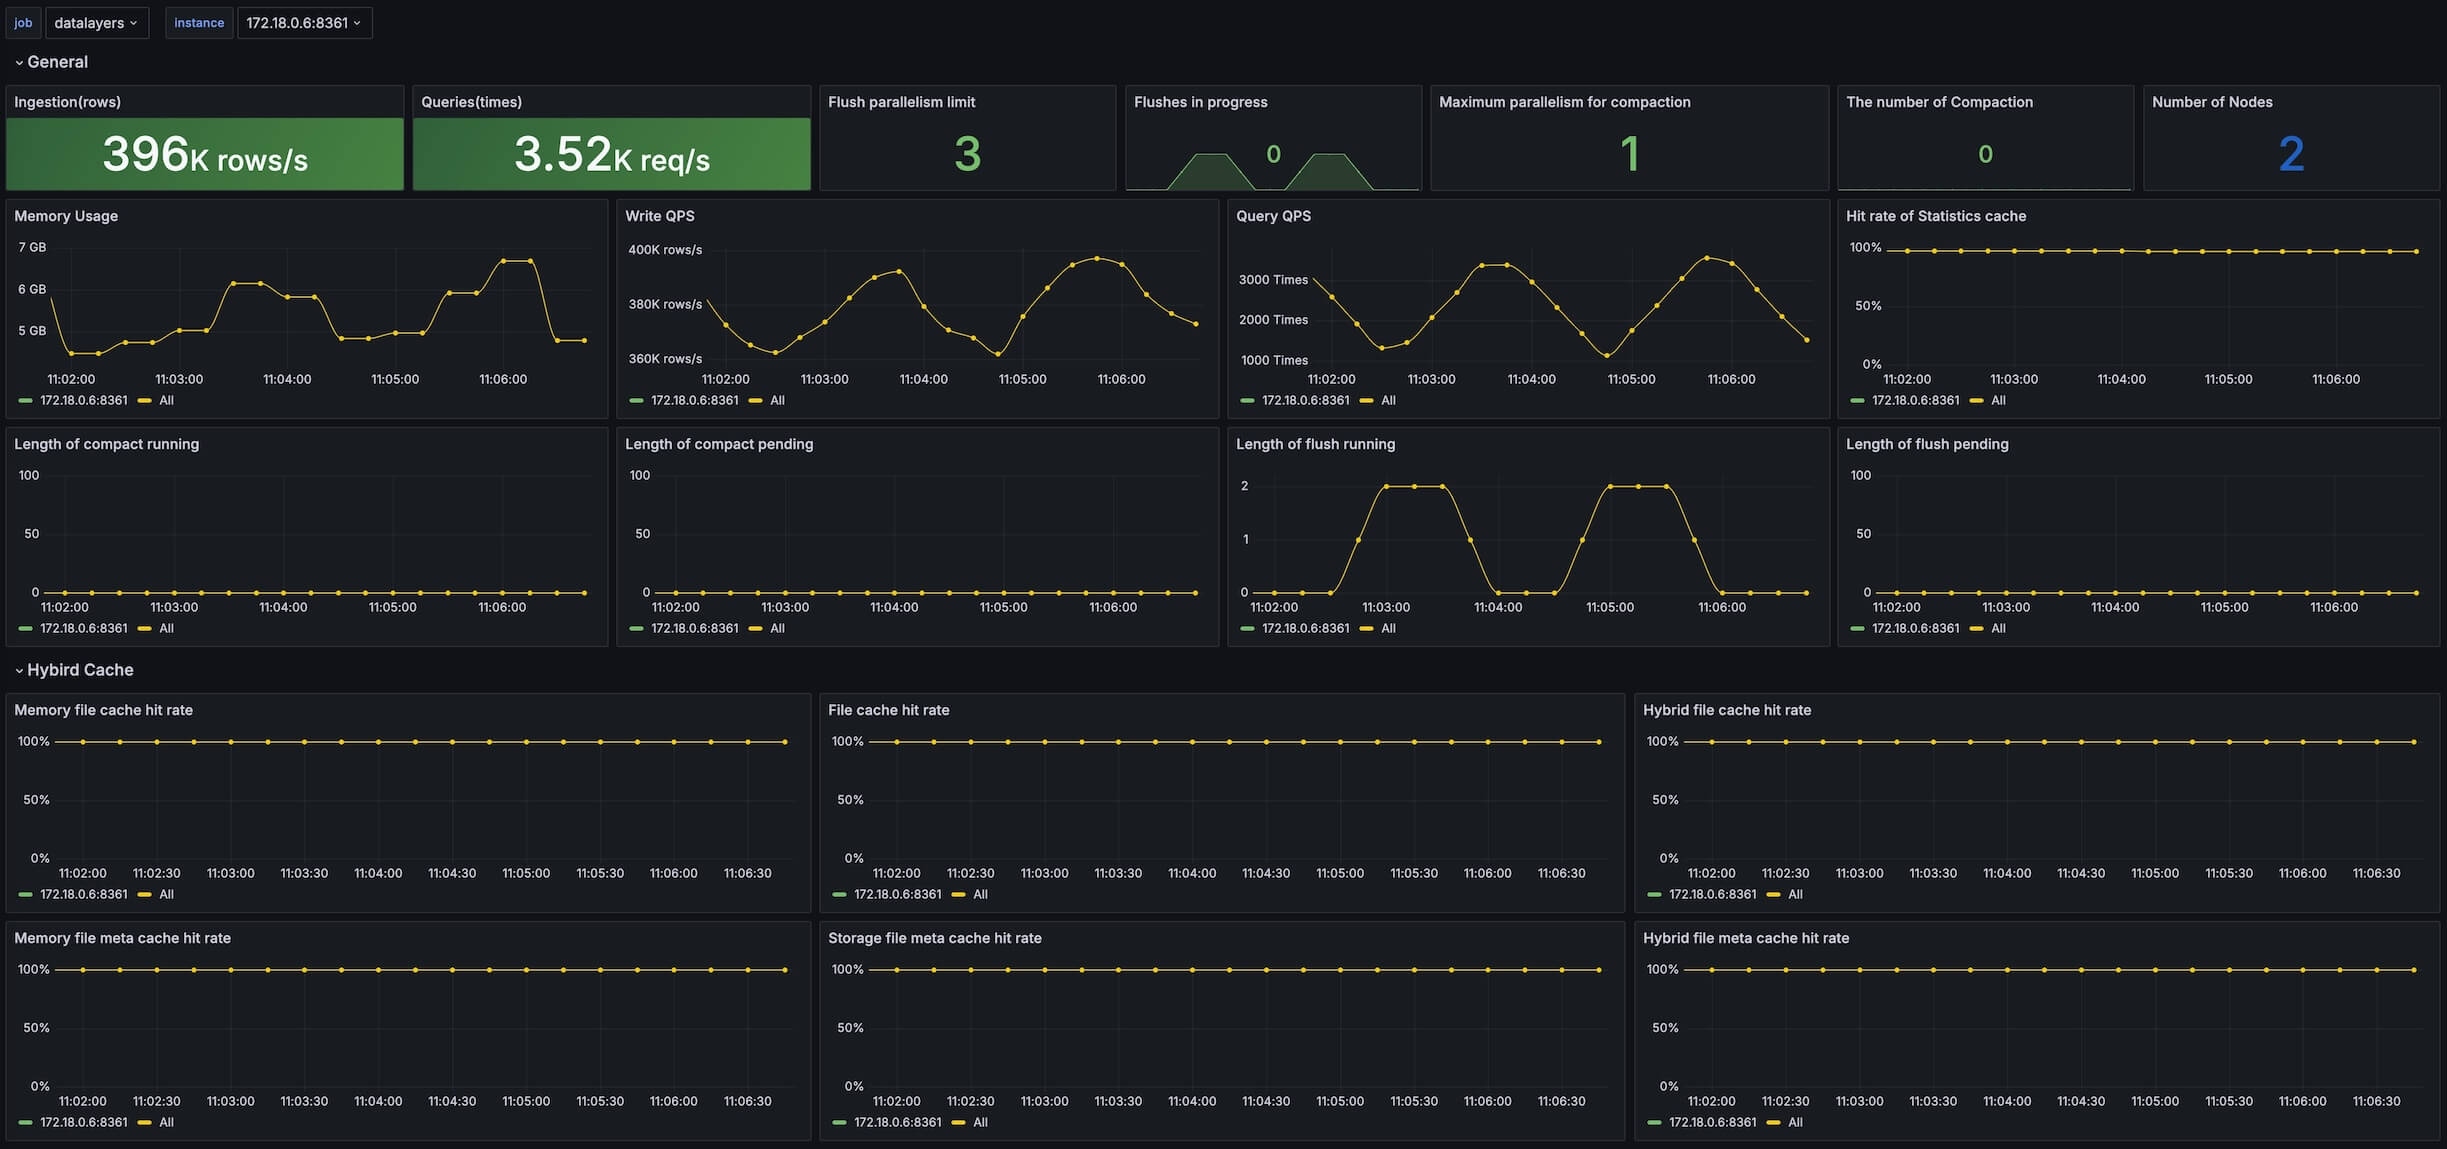 job datalayers instance 172.18.0.6:8361
General
Ingestion(rows)
396K rows/s
Queries(times)
3.52K req/s
Flush parallelism limit
3
Flushes in progress
0
Maximum parallelism for compaction
1
The number of Compaction
0
Number of Nodes
2
Memory Usage
7 GB
6 GB
5 GB
11:02:00 11:03:00 11:04:00 11:05:00 11:06:00
172.18.0.6:8361 All
Write QPS
400K rows/s
380K rows/s
360K rows/s
11:02:00 11:03:00 11:04:00 11:05:00 11:06:00
172.18.0.6:8361 All
Query QPS
3000 Times
2000 Times
1000 Times
11:02:00 11:03:00 11:04:00 11:05:00 11:06:00
172.18.0.6:8361 All
Hit rate of Statistics cache
100%
50%
0%
11:02:00 11:03:00 11:04:00 11:05:00 11:06:00
172.18.0.6:8361 All
Length of compact running
100
50
0
11:02:00 11:03:00 11:04:00 11:05:00 11:06:00
172.18.0.6:8361 All
Length of compact pending
100
50
0
11:02:00 11:03:00 11:04:00 11:05:00 11:06:00
172.18.0.6:8361 All
Length of flush running
2
1
0
11:02:00 11:03:00 11:04:00 11:05:00 11:06:00
172.18.0.6:8361 All
Length of flush pending
100
50
0
11:02:00 11:03:00 11:04:00 11:05:00 11:06:00
172.18.0.6:8361 All
Hybird Cache
Memory file cache hit rate
100%
50%
0%
11:02:00 11:02:30 11:03:00 11:03:30 11:04:00 11:04:30 11:05:00 11:05:30 11:06:00 11:06:30
172.18.0.6:8361 All
File cache hit rate
100%
50%
0%
11:02:00 11:02:30 11:03:00 11:03:30 11:04:00 11:04:30 11:05:00 11:05:30 11:06:00 11:06:30
172.18.0.6:8361 All
Hybrid file cache hit rate
100%
50%
0%
11:02:00 11:02:30 11:03:00 11:03:30 11:04:00 11:04:30 11:05:00 11:05:30 11:06:00 11:06:30
172.18.0.6:8361 All
Memory file meta cache hit rate
100%
50%
0%
11:02:00 11:02:30 11:03:00 11:03:30 11:04:00 11:04:30 11:05:00 11:05:30 11:06:00 11:06:30
172.18.0.6:8361 All
Storage file meta cache hit rate
100%
50%
0%
11:02:00 11:02:30 11:03:00 11:03:30 11:04:00 11:04:30 11:05:00 11:05:30 11:06:00 11:06:30
172.18.0.6:8361 All
Hybrid file meta cache hit rate
100%
50%
0%
11:02:00 11:02:30 11:03:00 11:03:30 11:04:00 11:04:30 11:05:00 11:05:30 11:06:00 11:06:30
172.18.0.6:8361 All